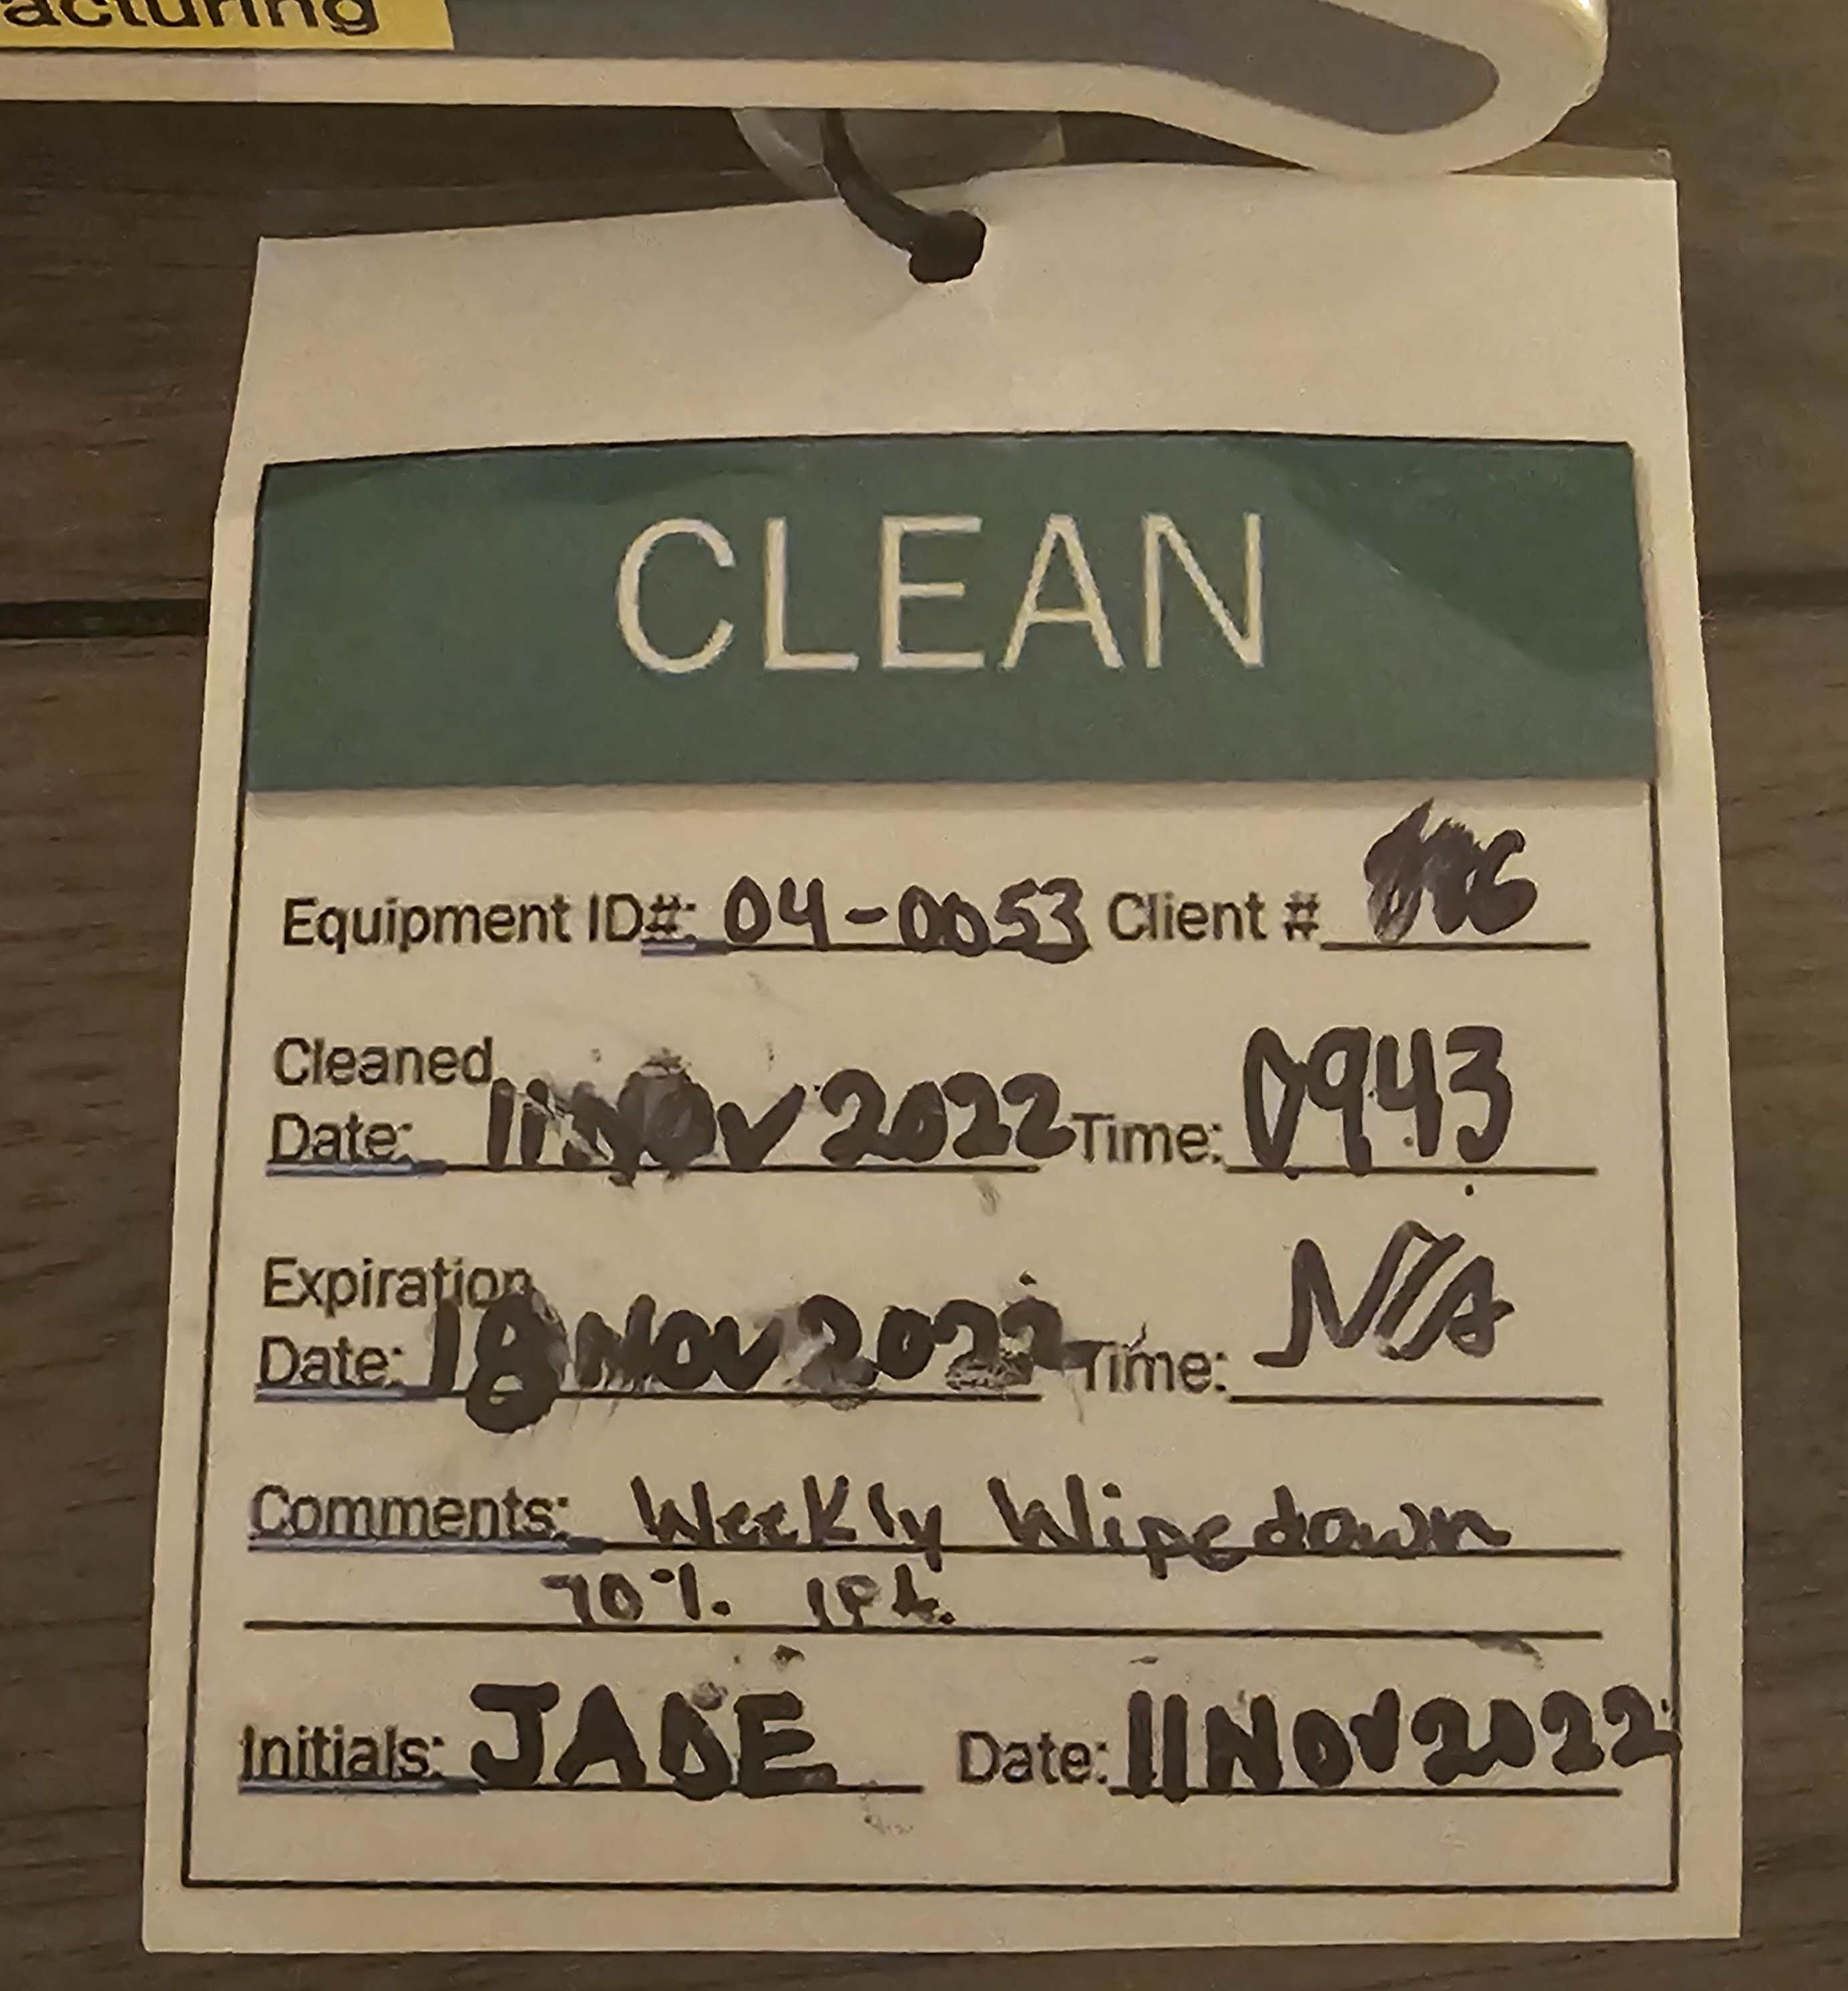 acturing
CLEAN
Equipment ID#: 04-0053 Client #
Cleaned
Date: 11 Nov 2022 Time: 0943
Expiration
Date: 18 Nov 2022 Time: N/A
Comments: Weekly Wipedown
70% IPA.
Initials: JADE Date: 11 Nov 2022